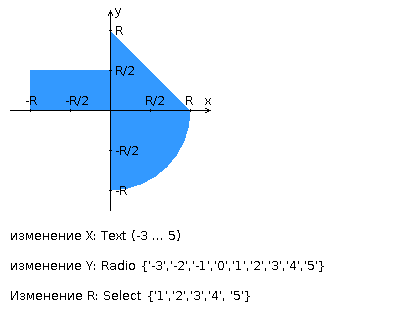 y
R
R/2
-R -R/2 R/2 R x
-R/2
-R
изменение X: Text (-3 ... 5)
изменение Y: Radio {'-3','-2','-1','0','1','2','3','4','5'}
Изменение R: Select {'1','2','3','4', '5'}